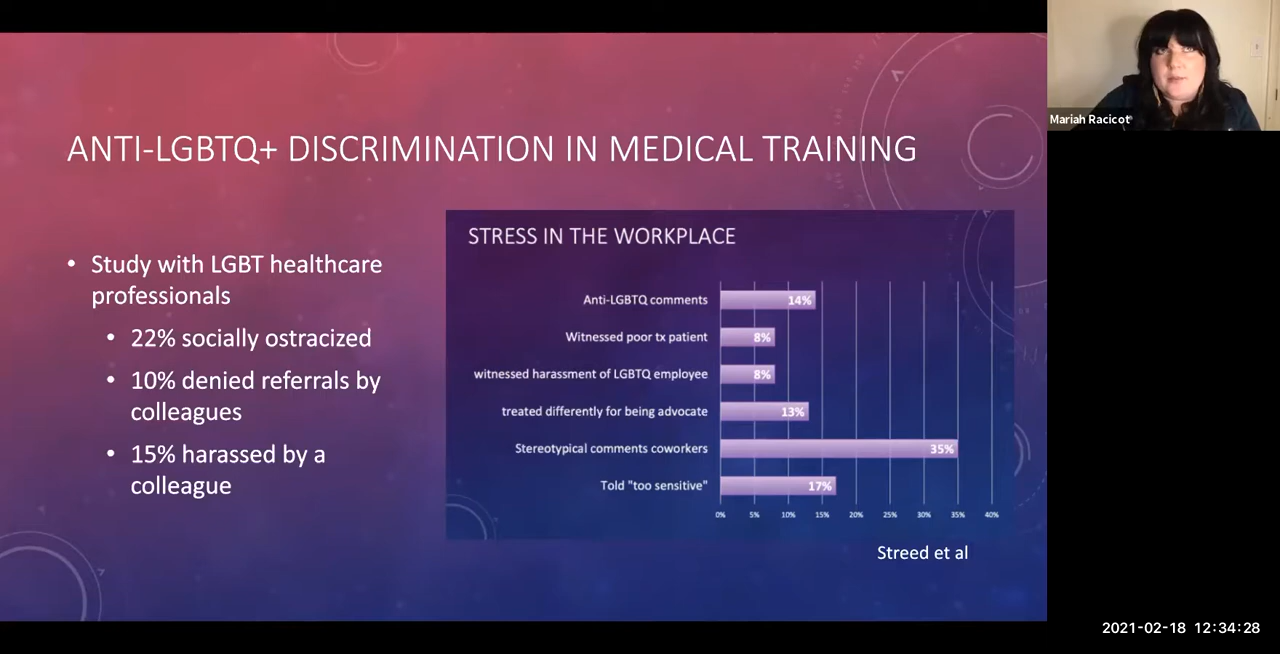 ANTI-LGBTQ+ DISCRIMINATION IN MEDICAL TRAINING
• Study with LGBT healthcare
professionals
• 22% socially ostracized
• 10% denied referrals by
colleagues
• 15% harassed by a
colleague
STRESS IN THE WORKPLACE
Anti-LGBTQ comments 14%
Witnessed poor tx patient 8%
witnessed harassment of LGBTQ employee 8%
treated differently for being advocate 13%
Stereotypical comments coworkers 35%
Told "too sensitive" 17%
0% 5% 10% 15% 20% 25% 30% 35% 40%
Streed et al
Mariah Racicot
2021-02-18 12:34:28